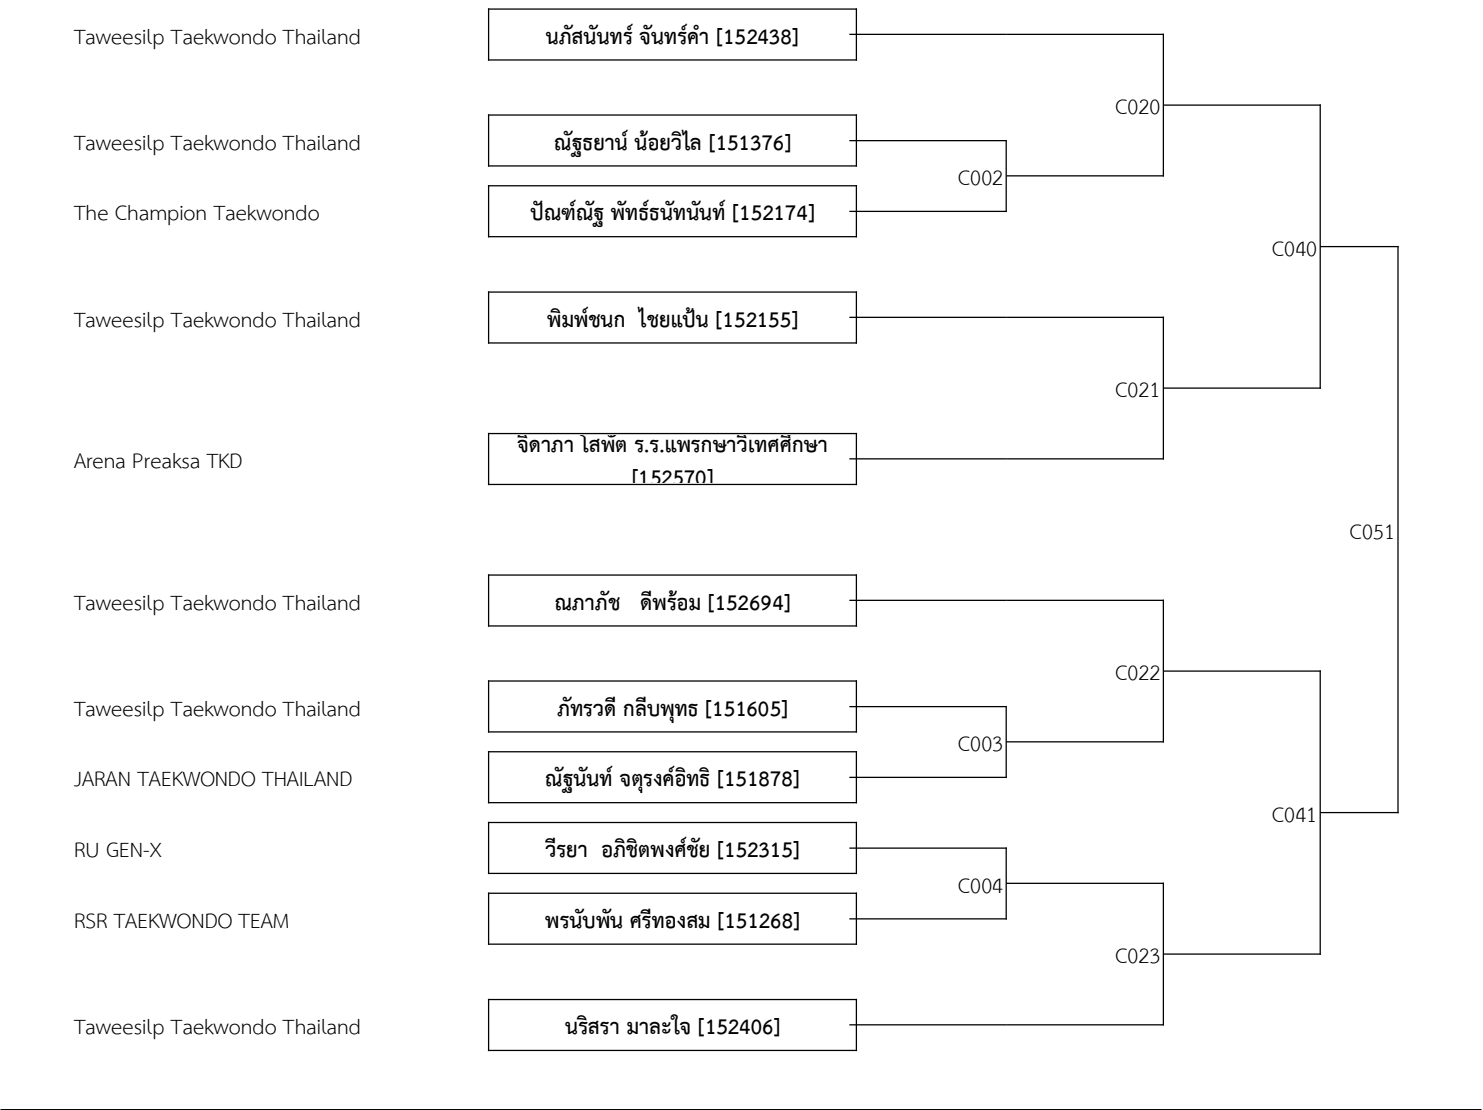 Taweesilp Taekwondo Thailand
นภัสนันทร์ จันทร์คำ [152438]
C020
Taweesilp Taekwondo Thailand
ณัฐธยาน์ น้อยวิไล [151376]
C002
The Champion Taekwondo
ปัณฑ์ณัฐ พัทธ์ธนัทนันท์ [152174]
C040
Taweesilp Taekwondo Thailand
พิมพ์ชนก ไชยแป้น [152155]
C021
Arena Preaksa TKD
จิดาภา โสพัต ร.ร.แพรกษาวิเทศศึกษา
[152570]
C051
Taweesilp Taekwondo Thailand
ณภาภัช ดีพร้อม [152694]
C022
Taweesilp Taekwondo Thailand
ภัทรวดี กลีบพุทธ [151605]
C003
JARAN TAEKWONDO THAILAND
ณัฐนันท์ จตุรงค์อิทธิ [151878]
C041
RU GEN-X
วีรยา อภิชิตพงศ์ชัย [152315]
C004
RSR TAEKWONDO TEAM
พรนับพัน ศรีทองสม [151268]
C023
Taweesilp Taekwondo Thailand
นริสรา มาละใจ [152406]